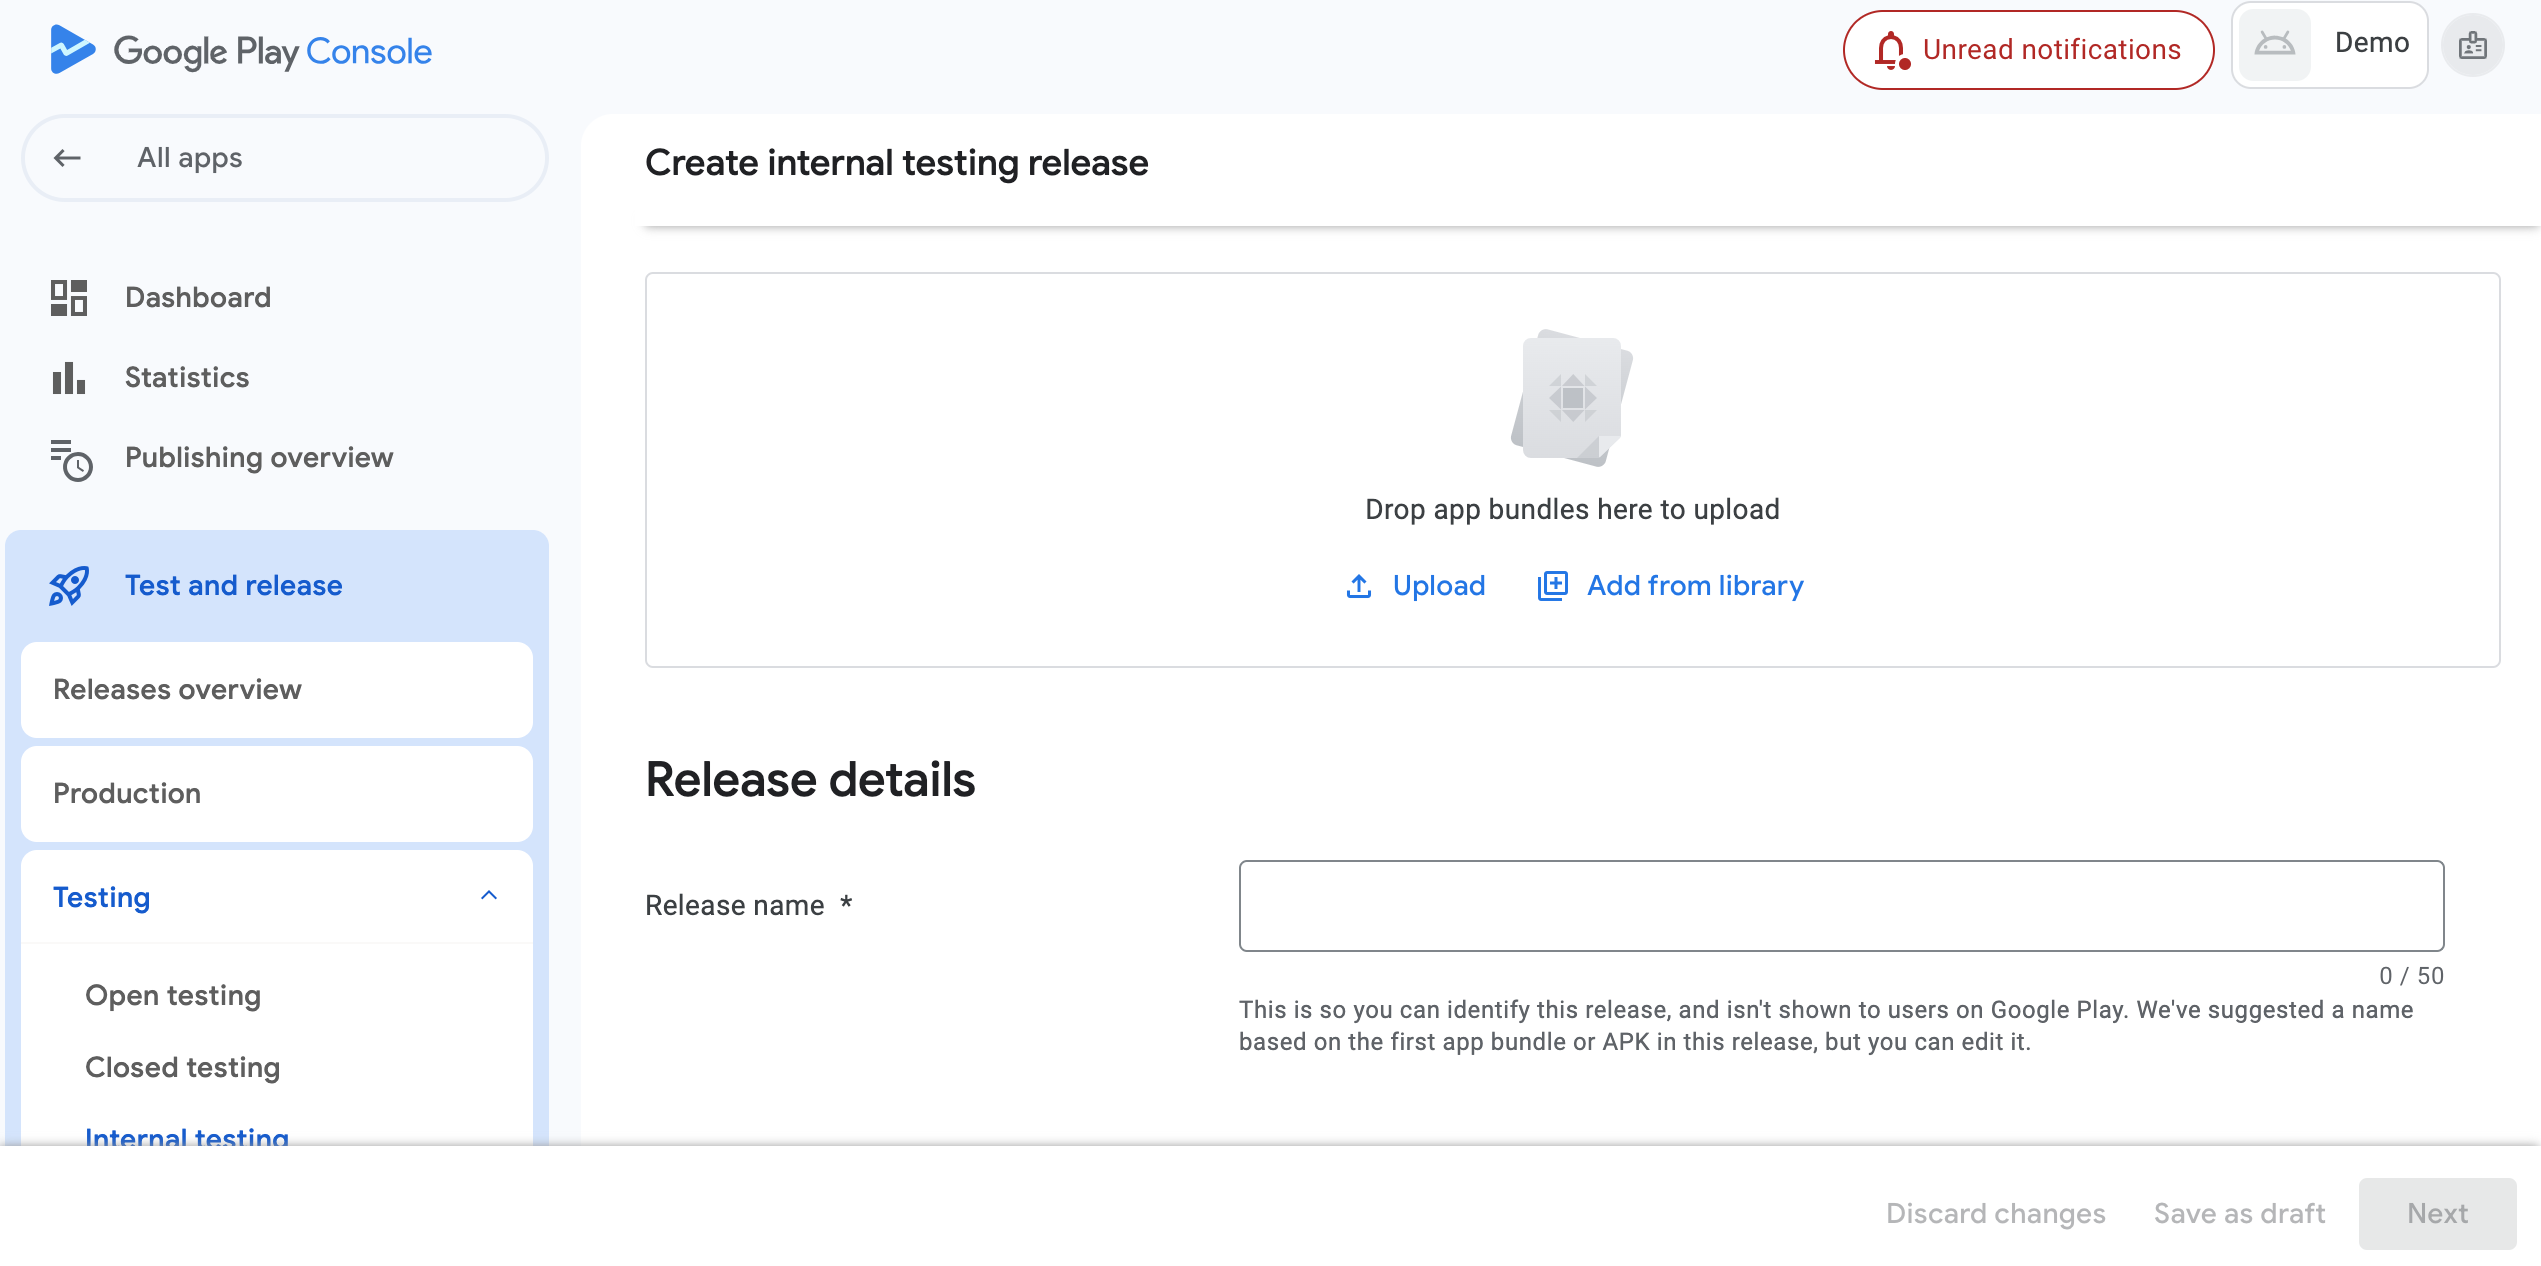 Google Play Console
Unread notifications
Demo
All apps
Dashboard
Statistics
Publishing overview
Test and release
Releases overview
Production
Testing
Open testing
Closed testing
Internal testing
Create internal testing release
Drop app bundles here to upload
Upload
Add from library
Release details
Release name *
0 / 50
This is so you can identify this release, and isn't shown to users on Google Play. We've suggested a name
based on the first app bundle or APK in this release, but you can edit it.
Discard changes
Save as draft
Next